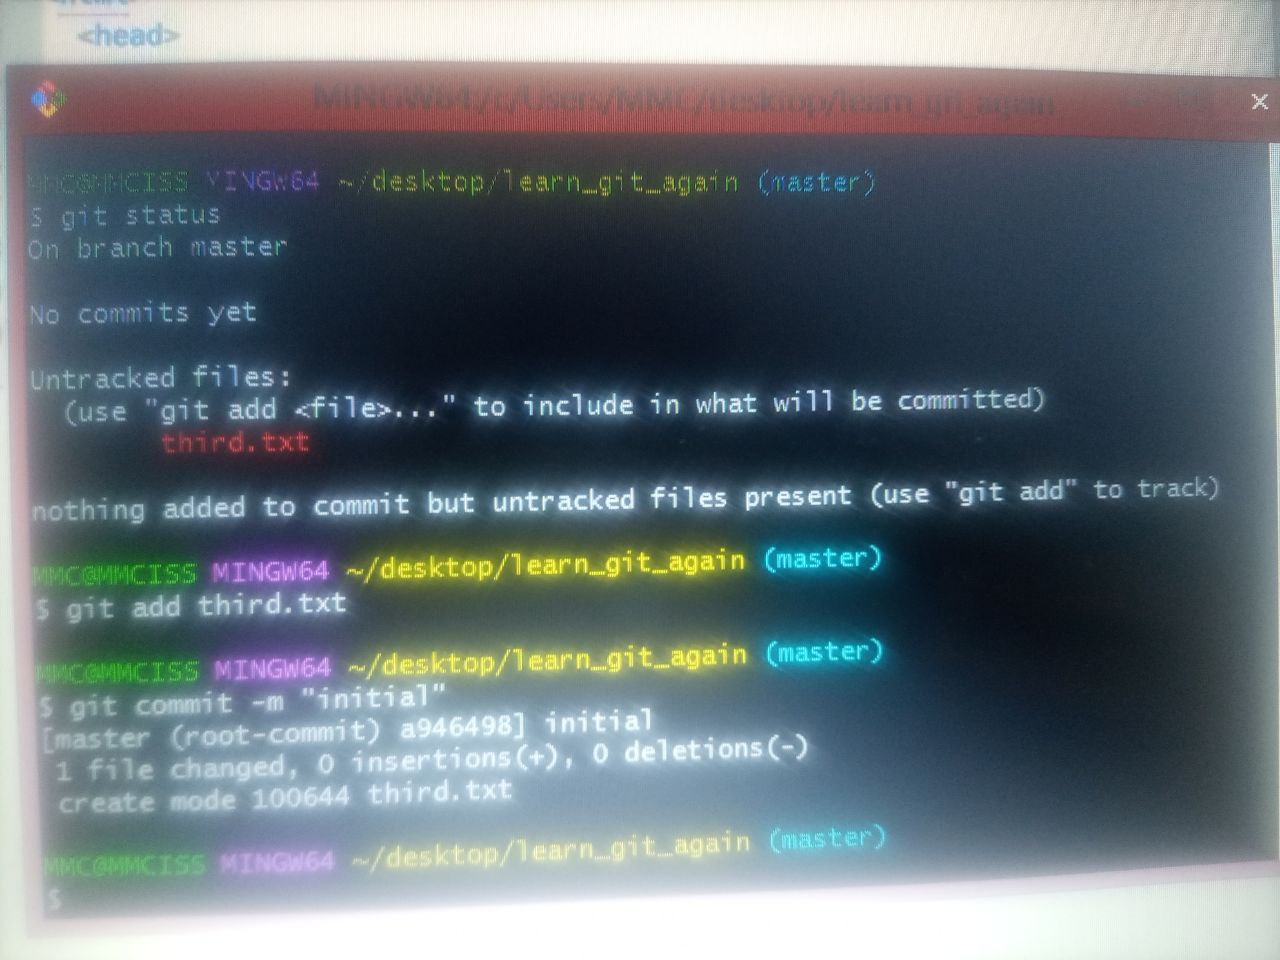 <head>
MINGW64:/c/Users/MMC/desktop/learn_git_again
MMC@MMCISS MINGW64 ~/desktop/learn_git_again (master)
$ git status
On branch master
No commits yet
Untracked files:
(use "git add <file>..." to include in what will be committed)
third.txt
nothing added to commit but untracked files present (use "git add" to track)
MMC@MMCISS MINGW64 ~/desktop/learn_git_again (master)
$ git add third.txt
MMC@MMCISS MINGW64 ~/desktop/learn_git_again (master)
$ git commit -m "initial"
[master (root-commit) a946498] initial
1 file changed, 0 insertions(+), 0 deletions(-)
create mode 100644 third.txt
MMC@MMCISS MINGW64 ~/desktop/learn_git_again (master)
$